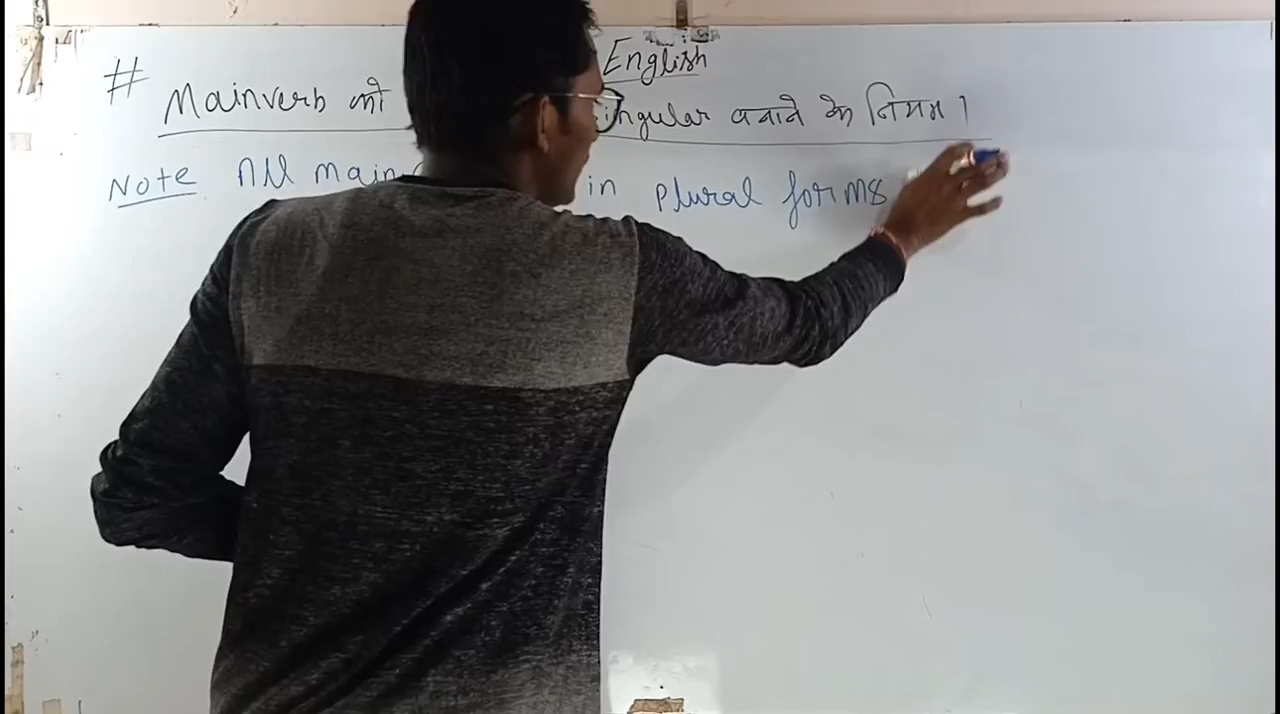 English
# Mainverb को ingular बनाने के नियम।
Note All main in plural forms